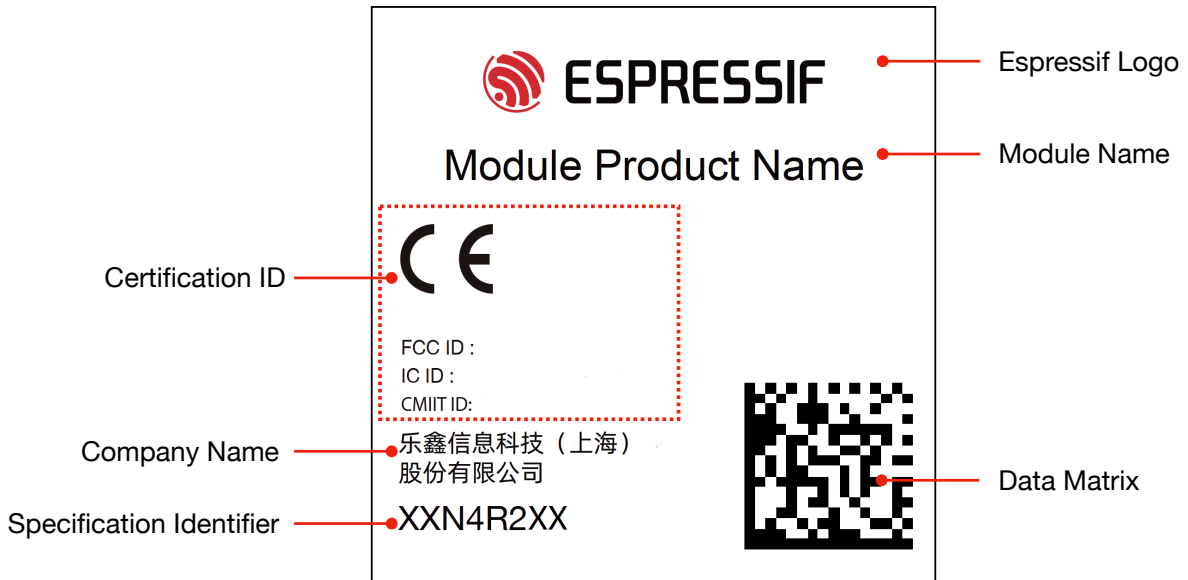 ESPRESSIF
Espressif Logo
Module Product Name
Module Name
Certification ID
CE
FCC ID :
IC ID :
CMIIT ID:
Company Name
乐鑫信息科技（上海）
股份有限公司
Data Matrix
Specification Identifier
XXN4R2XX